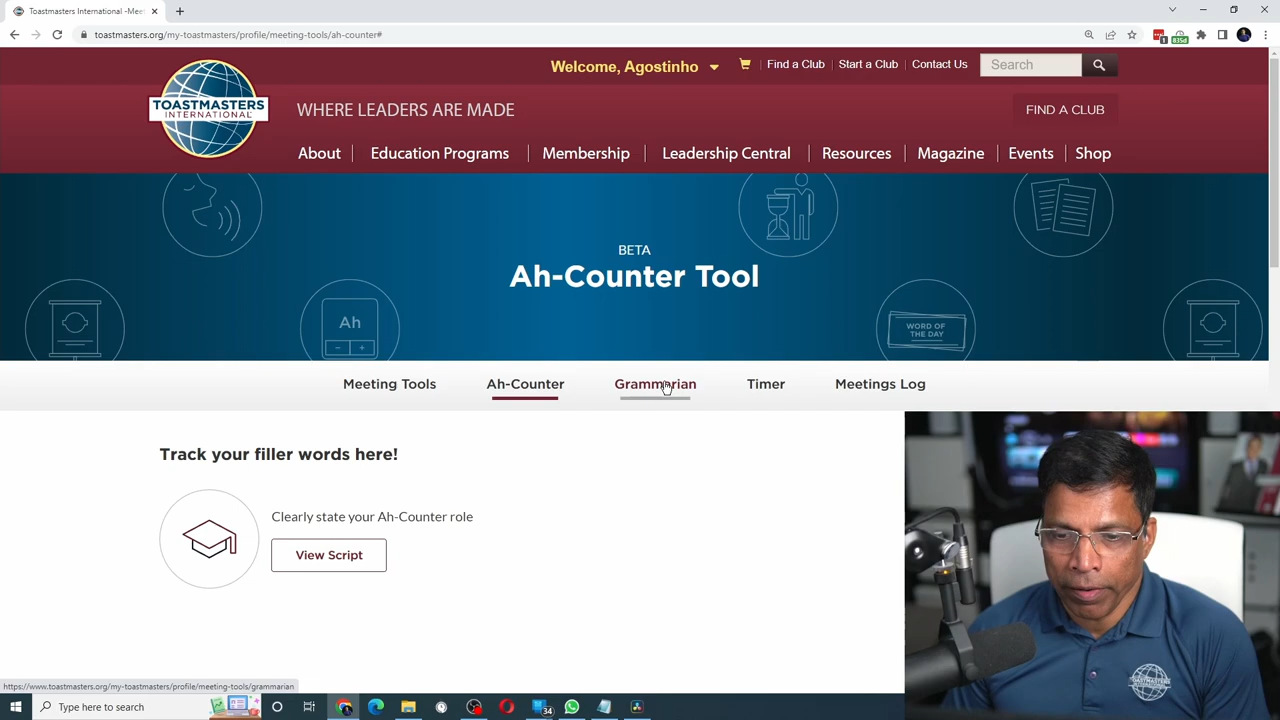 Toastmasters International -Mee
toastmasters.org/my-toastmasters/profile/meeting-tools/ah-counter#
1
835d
Welcome, Agostinho
Find a Club
Start a Club
Contact Us
Search
TOASTMASTERS
INTERNATIONAL
WHERE LEADERS ARE MADE
FIND A CLUB
About
Education Programs
Membership
Leadership Central
Resources
Magazine
Events
Shop
BETA
Ah-Counter Tool
Ah
WORD OF
THE DAY
Meeting Tools
Ah-Counter
Grammarian
Timer
Meetings Log
Track your filler words here!
Clearly state your Ah-Counter role
View Script
https://www.toastmasters.org/my-toastmasters/profile/meeting-tools/grammarian
Type here to search
34